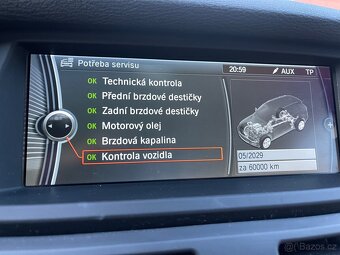 Potřeba servisu
20:59
AUX
TP
OK Technická kontrola
OK Přední brzdové destičky
OK Zadní brzdové destičky
OK Motorový olej
OK Brzdová kapalina
OK Kontrola vozidla
05/2029
za 60000 km
Bazos.cz